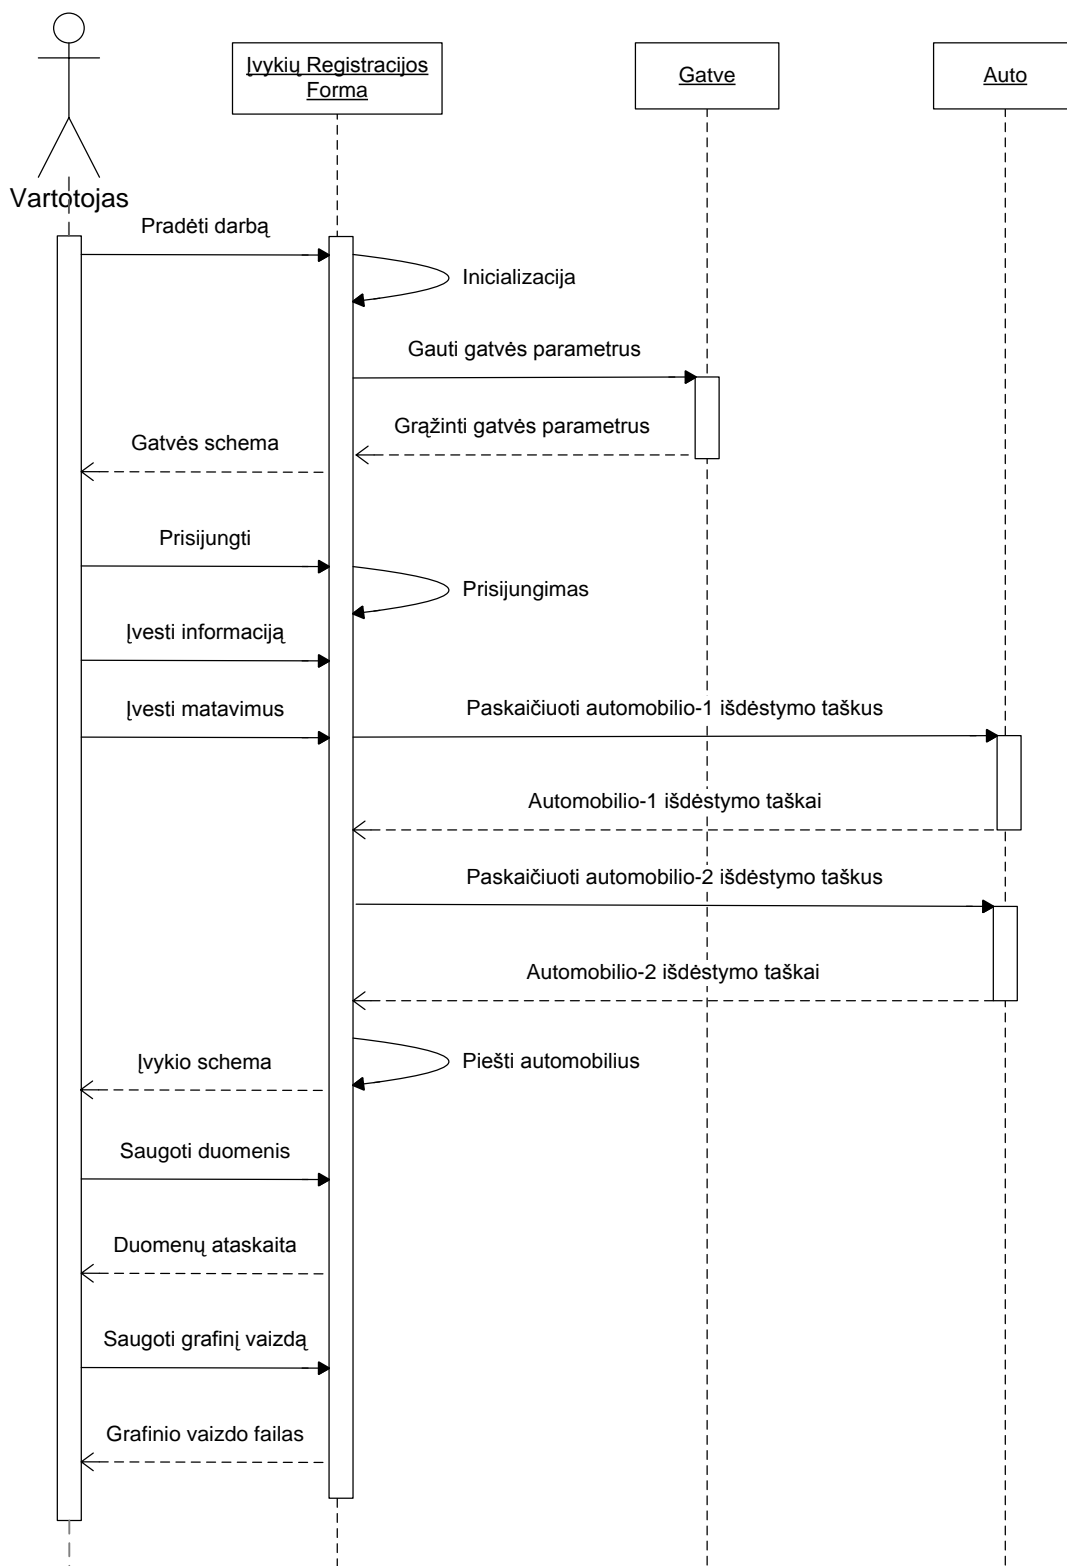 Įvykių Registracijos
Forma
Gatve
Auto
Vartotojas
Pradėti darbą
Inicializacija
Gauti gatvės parametrus
Grąžinti gatvės parametrus
Gatvės schema
Prisijungti
Prisijungimas
Įvesti informaciją
Įvesti matavimus
Paskaičiuoti automobilio-1 išdėstymo taškus
Automobilio-1 išdėstymo taškai
Paskaičiuoti automobilio-2 išdėstymo taškus
Automobilio-2 išdėstymo taškai
Įvykio schema
Piešti automobilius
Saugoti duomenis
Duomenų ataskaita
Saugoti grafinį vaizdą
Grafinio vaizdo failas